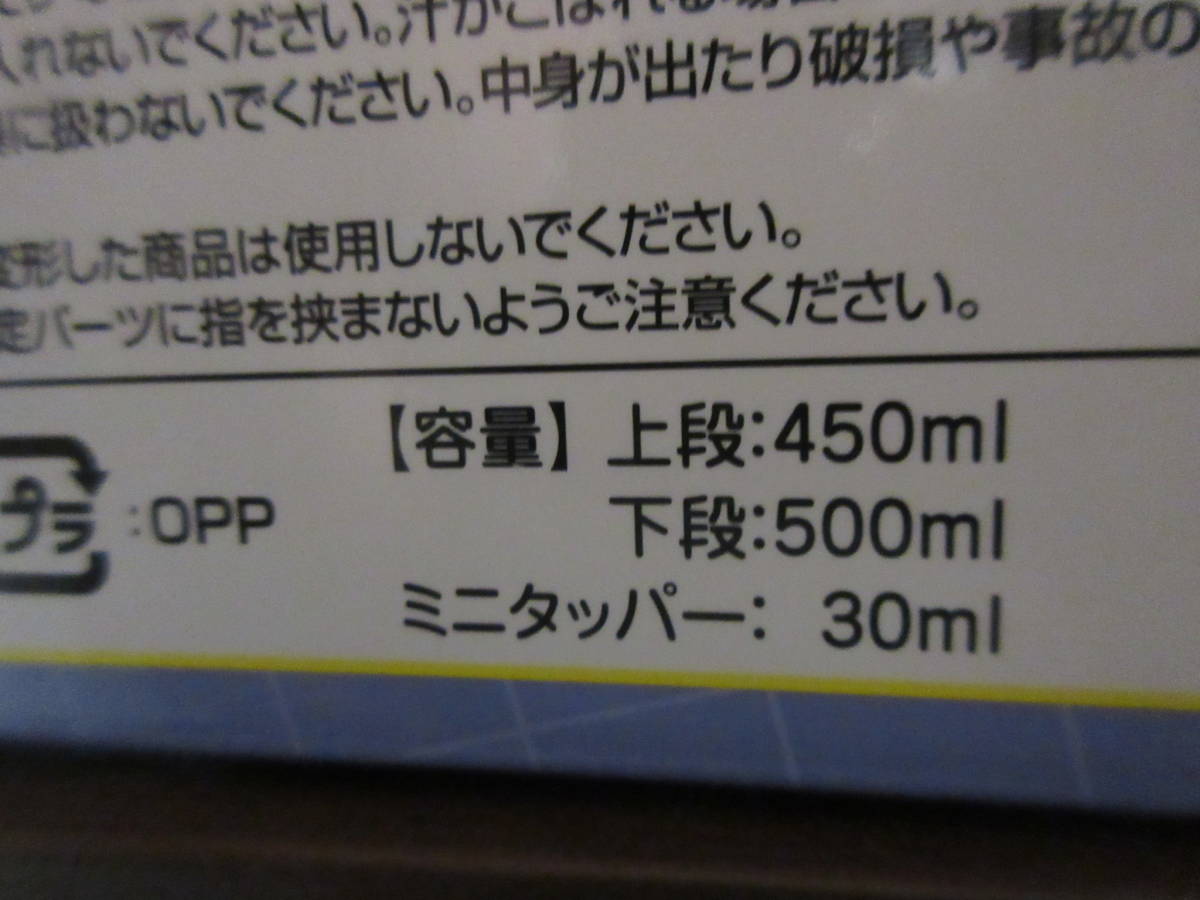 れないでください。汁がこぼれる場
に扱わないでください。中身が出たり破損や事故の
変形した商品は使用しないでください。
定パーツに指を挟まないようご注意ください。
【容量】上段:450ml
プラ :OPP
下段:500ml
ミニタッパー: 30ml